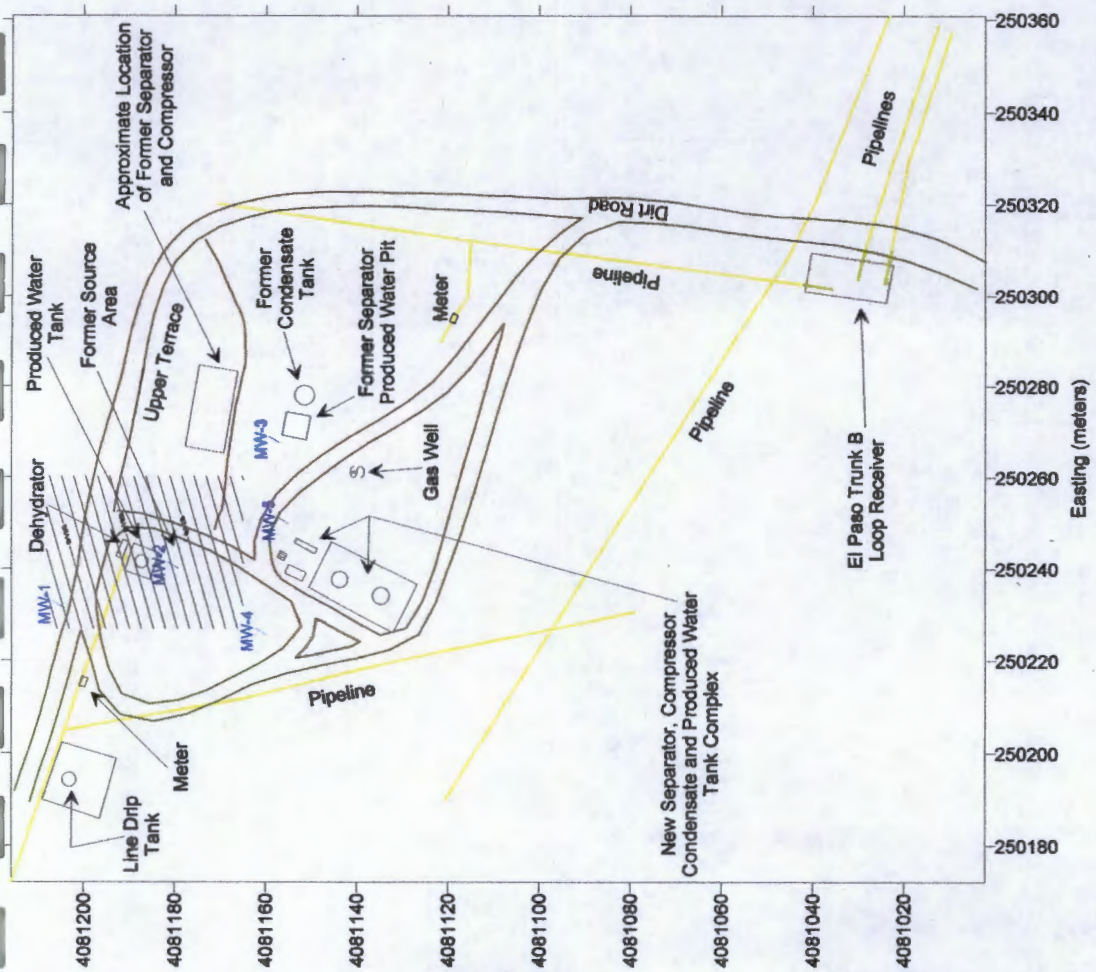 Dehydrator
Produced Water
Tank
Former Source
Area
Approximate Location
of Former Separator
and Compressor
MW-1
MW-2
Upper Terrace
Former
Condensate
Tank
MW-3
Former Separator
Produced Water Pit
MW-4
MW-5
Gas Well
Meter
Dirt Road
Pipeline
Pipelines
Pipeline
Pipeline
Meter
Line Drip
Tank
New Separator, Compressor
Condensate and Produced Water
Tank Complex
El Paso Trunk B
Loop Receiver
250360
250340
250320
250300
250280
250260
250240
250220
250200
250180
Easting (meters)
4081200
4081180
4081160
4081140
4081120
4081100
4081080
4081060
4081040
4081020